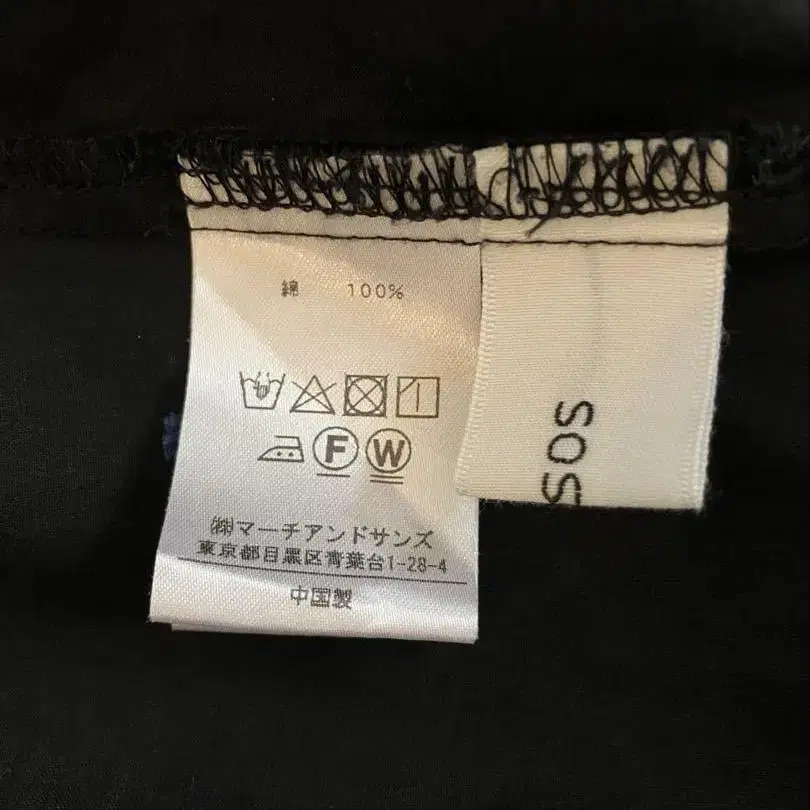 綿 100%
F W
㈱マーチアンドサンズ
東京都目黒区青葉台1-28-4
中国製
SOS